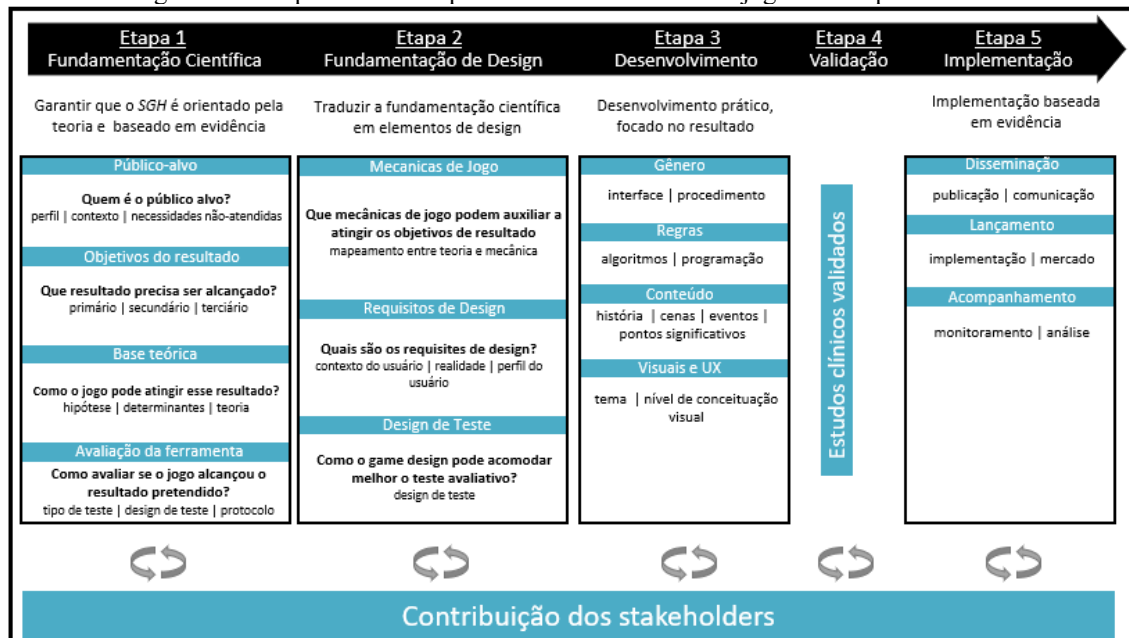 Etapa 1
Fundamentação Científica
Etapa 2
Fundamentação de Design
Etapa 3
Desenvolvimento
Etapa 4
Validação
Etapa 5
Implementação
Garantir que o SGH é orientado pela
teoria e baseado em evidência
Traduzir a fundamentação científica
em elementos de design
Desenvolvimento prático,
focado no resultado
Implementação baseada
em evidência
Público-alvo
Quem é o público alvo?
perfil | contexto | necessidades não-atendidas
Objetivos do resultado
Que resultado precisa ser alcançado?
primário | secundário | terciário
Base teórica
Como o jogo pode atingir esse resultado?
hipótese | determinantes | teoria
Avaliação da ferramenta
Como avaliar se o jogo alcançou o
resultado pretendido?
tipo de teste | design de teste | protocolo
Mecanicas de Jogo
Que mecânicas de jogo podem auxiliar a
atingir os objetivos de resultado
mapeamento entre teoria e mecânica
Requisitos de Design
Quais são os requisites de design?
contexto do usuário | realidade | perfil do
usuário
Design de Teste
Como o game design pode acomodar
melhor o teste avaliativo?
design de teste
Gênero
interface | procedimento
Regras
algoritmos | programação
Conteúdo
história | cenas | eventos |
pontos significativos
Visuais e UX
tema | nível de conceituação
visual
Estudos clínicos validados
Disseminação
publicação | comunicação
Lançamento
implementação | mercado
Acompanhamento
monitoramento | análise
Contribuição dos stakeholders